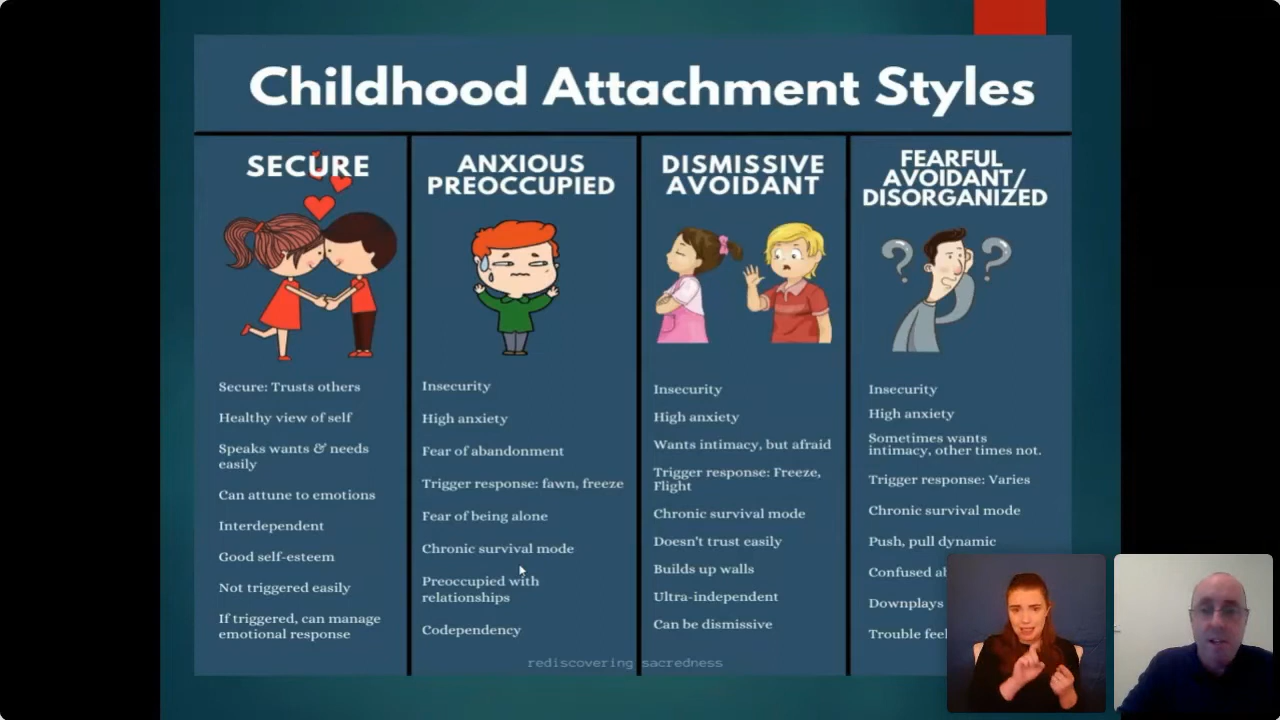 Childhood Attachment Styles
SECURE
Secure: Trusts others
Healthy view of self
Speaks wants & needs
easily
Can attune to emotions
Interdependent
Good self-esteem
Not triggered easily
If triggered, can manage
emotional response
ANXIOUS
PREOCCUPIED
Insecurity
High anxiety
Fear of abandonment
Trigger response: fawn, freeze
Fear of being alone
Chronic survival mode
Preoccupied with
relationships
Codependency
DISMISSIVE
AVOIDANT
Insecurity
High anxiety
Wants intimacy, but afraid
Trigger response: Freeze,
Flight
Chronic survival mode
Doesn't trust easily
Builds up walls
Ultra-independent
Can be dismissive
FEARFUL
AVOIDANT/
DISORGANIZED
Insecurity
High anxiety
Sometimes wants
intimacy, other times not.
Trigger response: Varies
Chronic survival mode
Push, pull dynamic
Confused
Downplays
Trouble
rediscovering sacredness